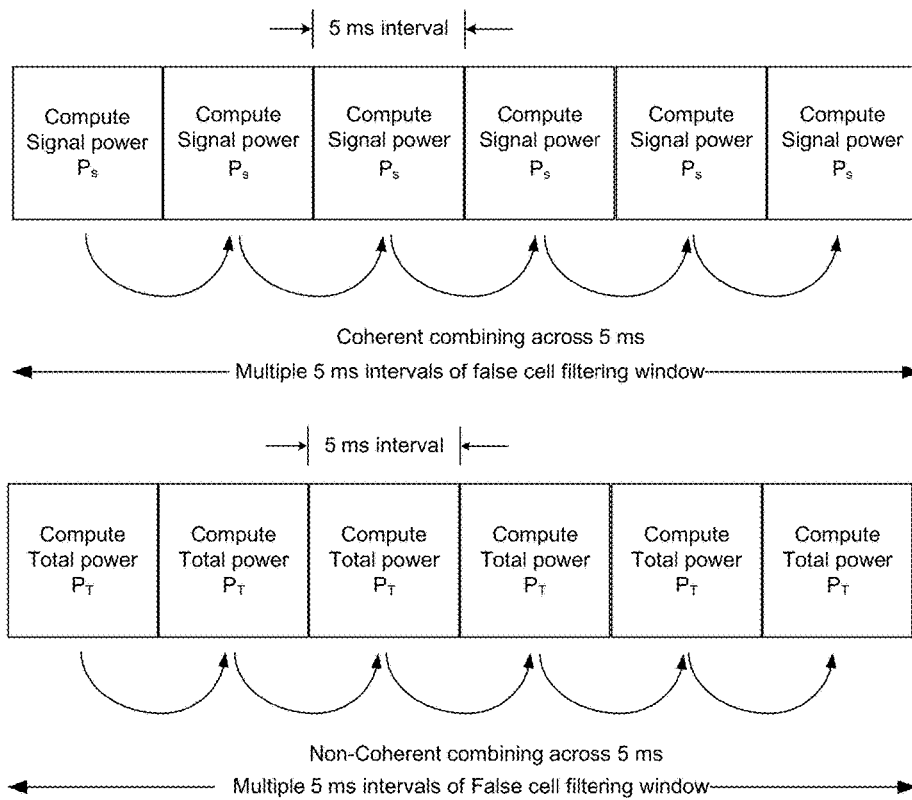 5 ms interval
Compute Signal power Ps
Compute Signal power Ps
Compute Signal power Ps
Compute Signal power Ps
Compute Signal power Ps
Compute Signal power Ps
Coherent combining across 5 ms
Multiple 5 ms intervals of false cell filtering window
5 ms interval
Compute Total power PT
Compute Total power PT
Compute Total power PT
Compute Total power PT
Compute Total power PT
Compute Total power PT
Non-Coherent combining across 5 ms
Multiple 5 ms intervals of False cell filtering window